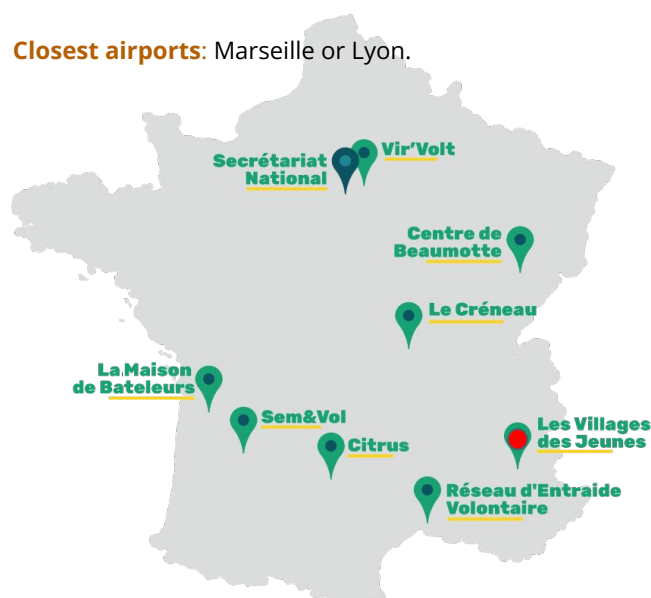 Closest airports: Marseille or Lyon.
Vir'Volt
Secrétariat
National
Centre de
Beaumotte
Le Créneau
La Maison
de Bateleurs
Sem&Vol
Citrus
Les Villages
des Jeunes
Réseau d'Entraide
Volontaire